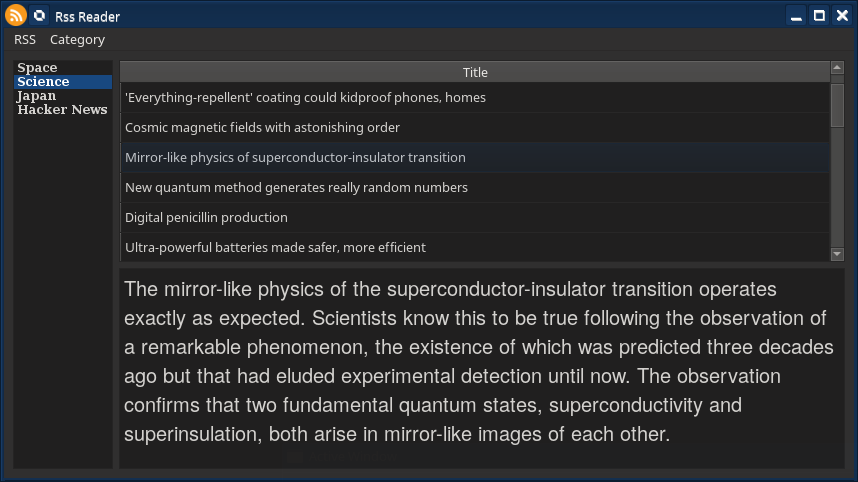 Rss Reader
RSS Category
Space
Science
Japan
Hacker News
Title
'Everything-repellent' coating could kidproof phones, homes
Cosmic magnetic fields with astonishing order
Mirror-like physics of superconductor-insulator transition
New quantum method generates really random numbers
Digital penicillin production
Ultra-powerful batteries made safer, more efficient
The mirror-like physics of the superconductor-insulator transition operates
exactly as expected. Scientists know this to be true following the observation of
a remarkable phenomenon, the existence of which was predicted three decades
ago but that had eluded experimental detection until now. The observation
confirms that two fundamental quantum states, superconductivity and
superinsulation, both arise in mirror-like images of each other.